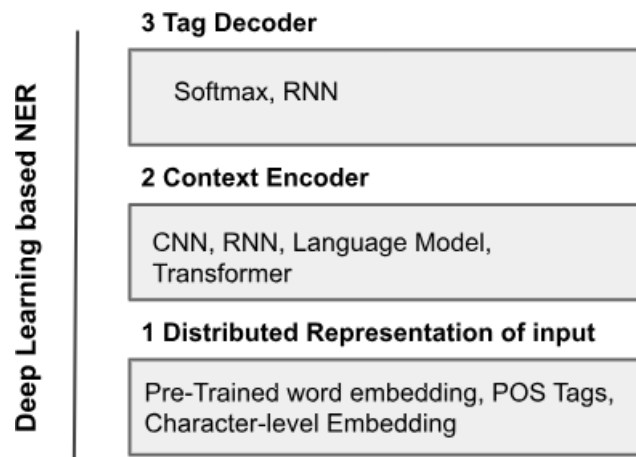 Deep Learning based NER
3 Tag Decoder
Softmax, RNN
2 Context Encoder
CNN, RNN, Language Model,
Transformer
1 Distributed Representation of input
Pre-Trained word embedding, POS Tags,
Character-level Embedding